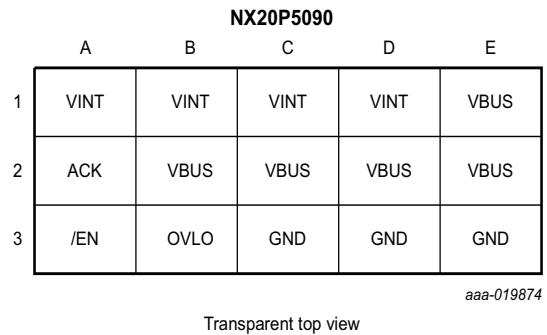 NX20P5090
A B C D E
1 VINT VINT VINT VINT VBUS
2 ACK VBUS VBUS VBUS VBUS
3 /EN OVLO GND GND GND
aaa-019874
Transparent top view